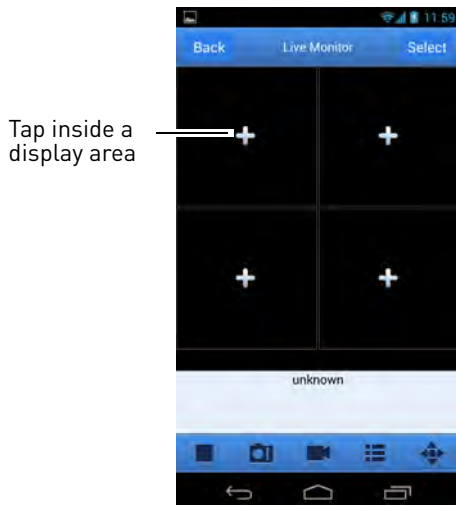 11:59
Back Live Monitor Select
Tap inside a
display area
unknown